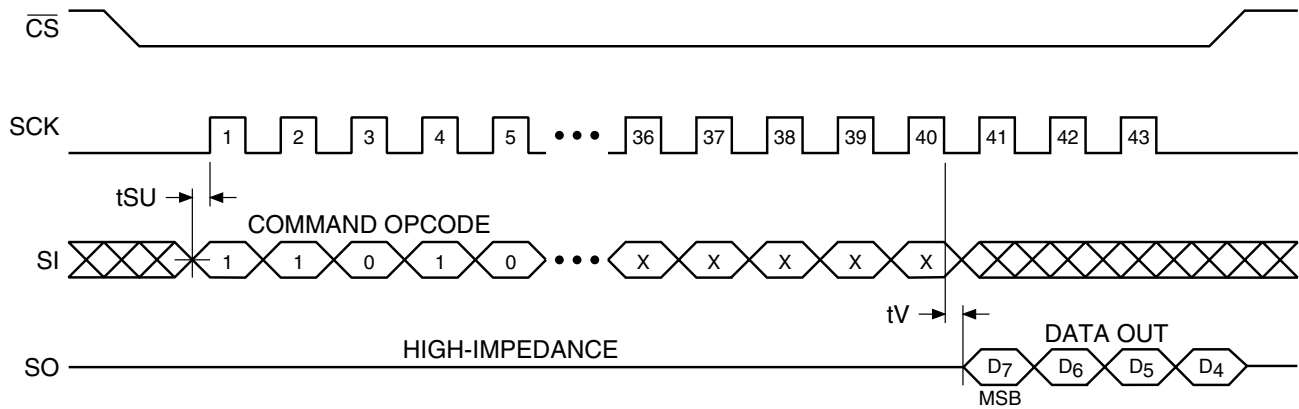 CS
SCK
1 2 3 4 5 ••• 36 37 38 39 40 41 42 43
tSU
COMMAND OPCODE
SI
1 1 0 1 0 ••• X X X X X
tV
HIGH-IMPEDANCE
DATA OUT
SO
D7 D6 D5 D4
MSB